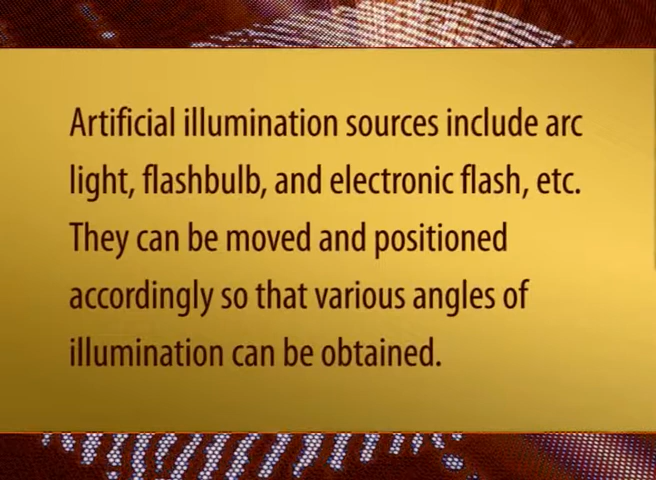 Artificial illumination sources include arc
light, flashbulb, and electronic flash, etc.
They can be moved and positioned
accordingly so that various angles of
illumination can be obtained.